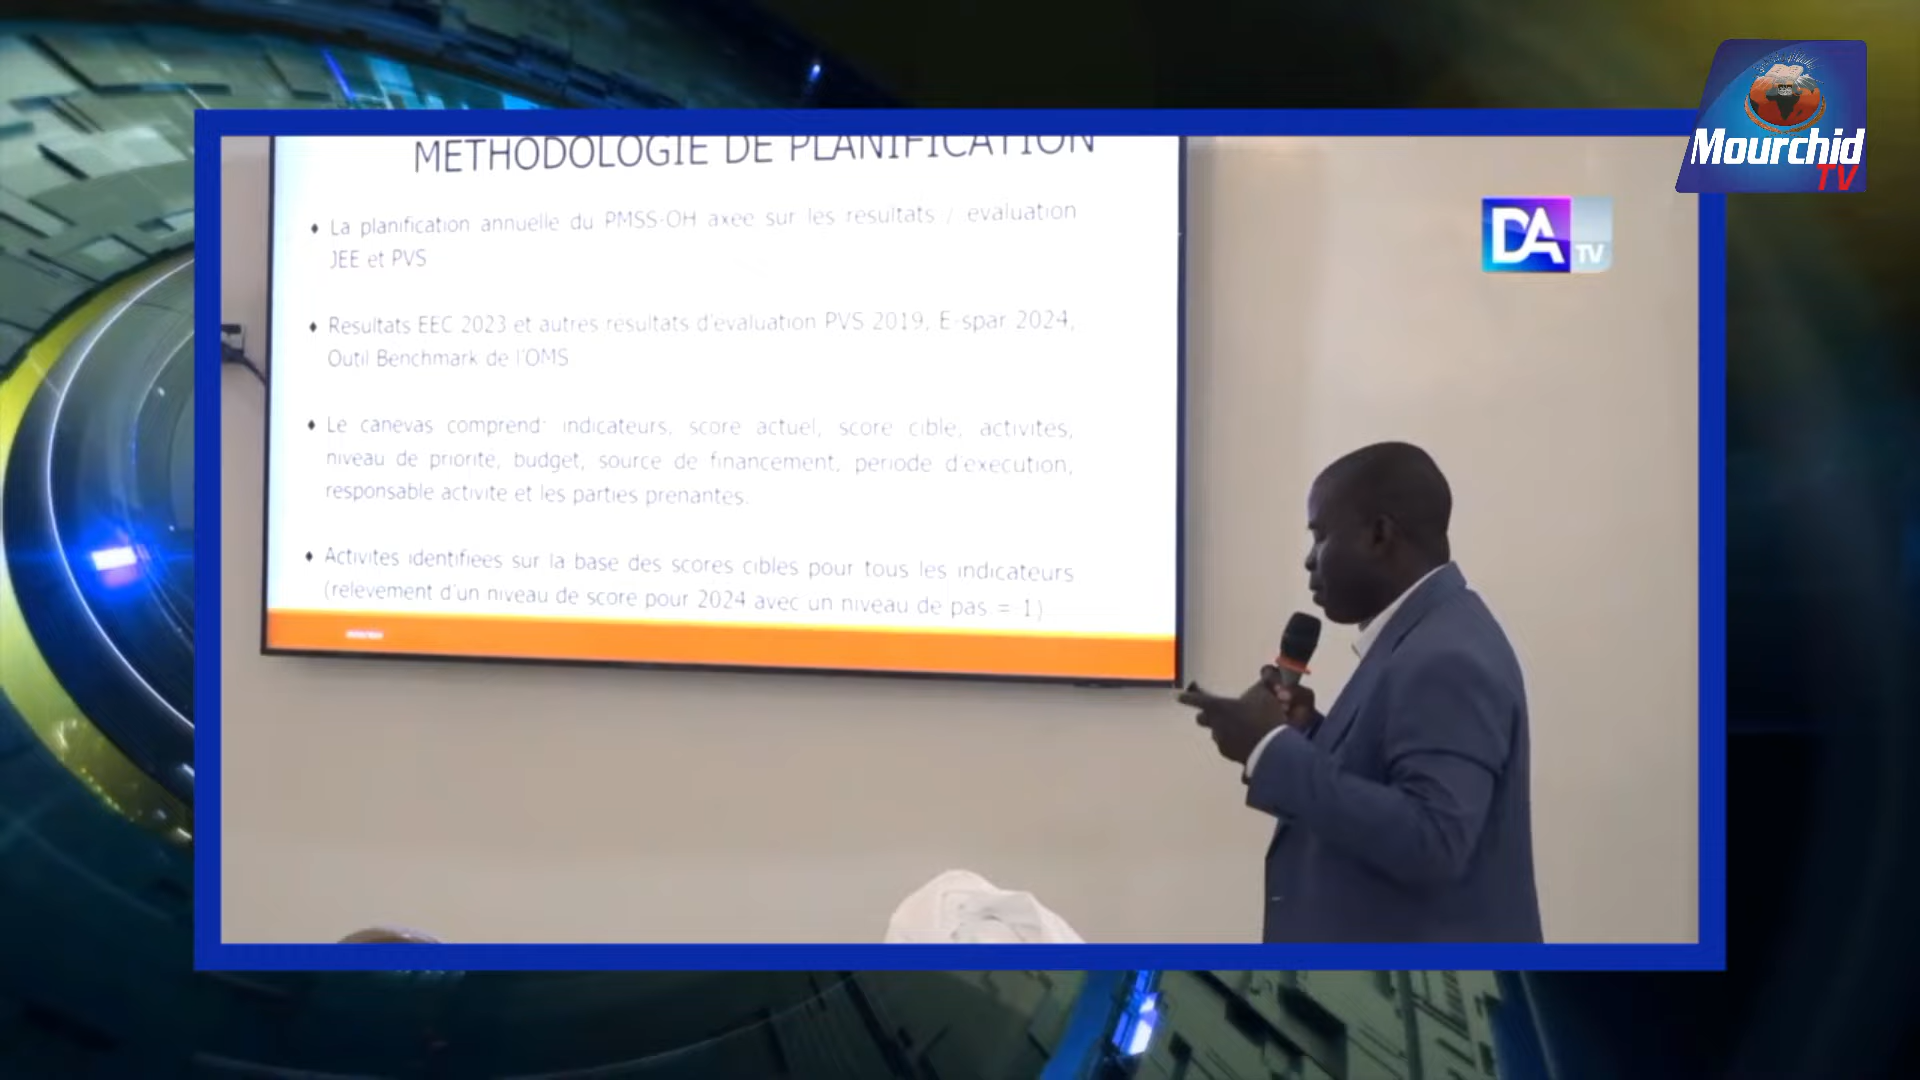 Mourchid
TV
DA
TV
METHODOLOGIE DE PLANIFICATION
♦ La planification annuelle du PMSS-OH axee sur les resultats / evaluation
JEE et PVS
♦ Resultats EEC 2023 et autres resultats d'evaluation PVS 2019, E-spar 2024,
Outil Benchmark de l'OMS
♦ Le canevas comprend: indicateurs, score actuel, score cible, activites,
niveau de priorite, budget, source de financement, periode d'execution,
responsable activite et les parties prenantes.
♦ Activites identifiees sur la base des scores cibles pour tous les indicateurs
(relevement d'un niveau de score pour 2024 avec un niveau de pas = 1)